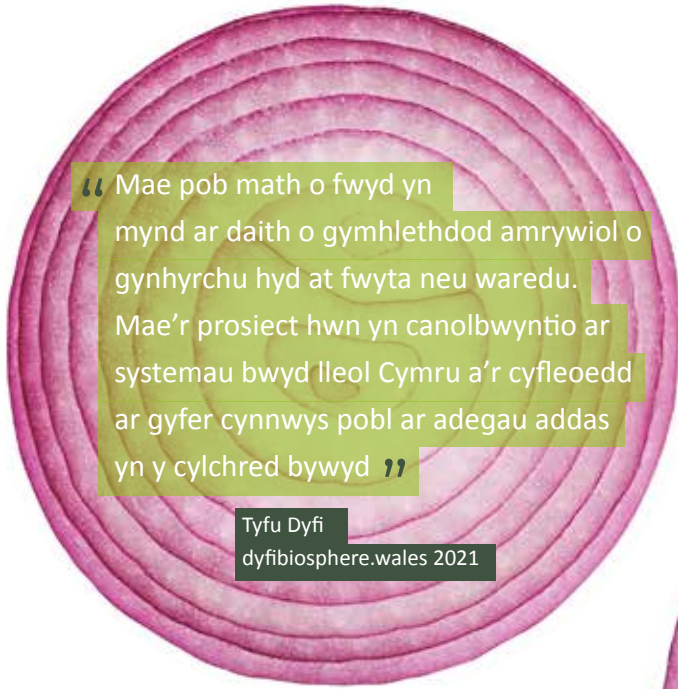 “ Mae pob math o fwyd yn
mynd ar daith o gymhlethdod amrywiol o
gynhyrchu hyd at fwyta neu waredu.
Mae'r prosiect hwn yn canolbwyntio ar
systemau bwyd lleol Cymru a'r cyfleoedd
ar gyfer cynnwys pobl ar adegau addas
yn y cylchred bywyd ”
Tyfu Dyfi
dyfibiosphere.wales 2021